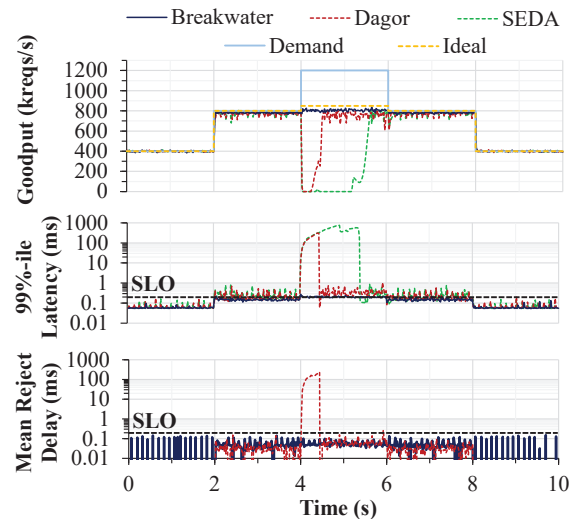 Breakwater Dagor SEDA
Demand Ideal
Goodput (kreqs/s)
1200
1000
800
600
400
200
0
99%-ile
Latency (ms)
1000
100
10
1
0.1
0.01
SLO
Mean Reject
Delay (ms)
1000
100
10
1
0.1
0.01
SLO
0 2 4 6 8 10
Time (s)